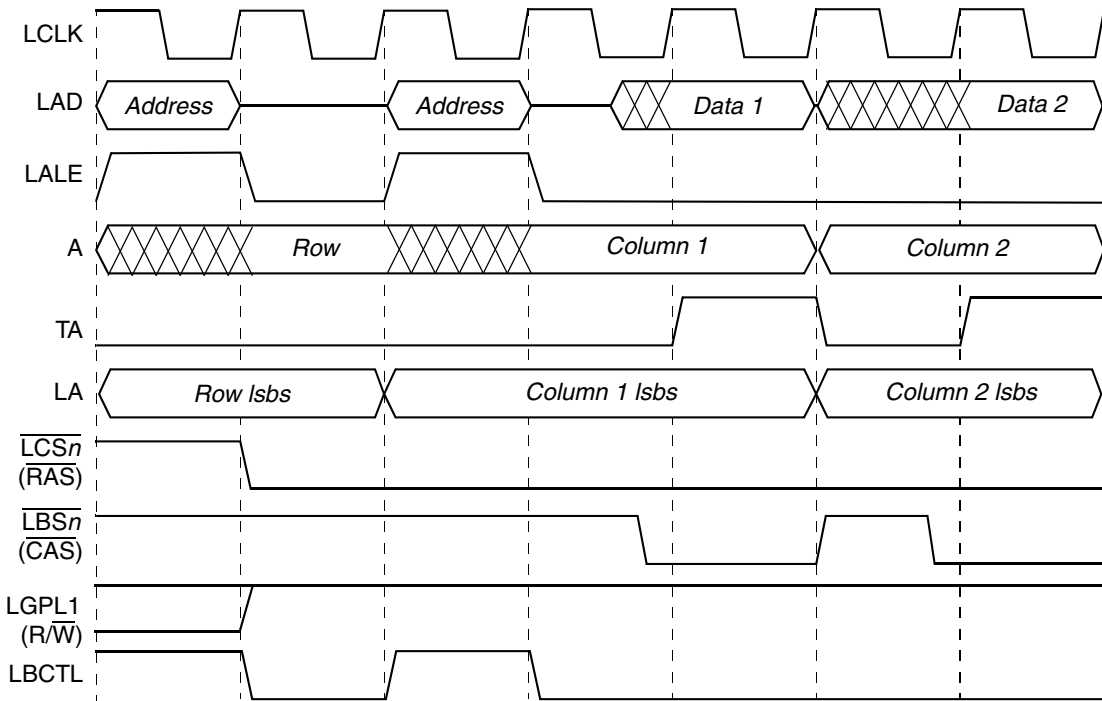 LCLK
LAD Address Address Data 1 Data 2
LALE
A Row Column 1 Column 2
TA
LA Row lsbs Column 1 lsbs Column 2 lsbs
LCSn
(RAS)
LBSn
(CAS)
LGPL1
(R/W)
LBCTL